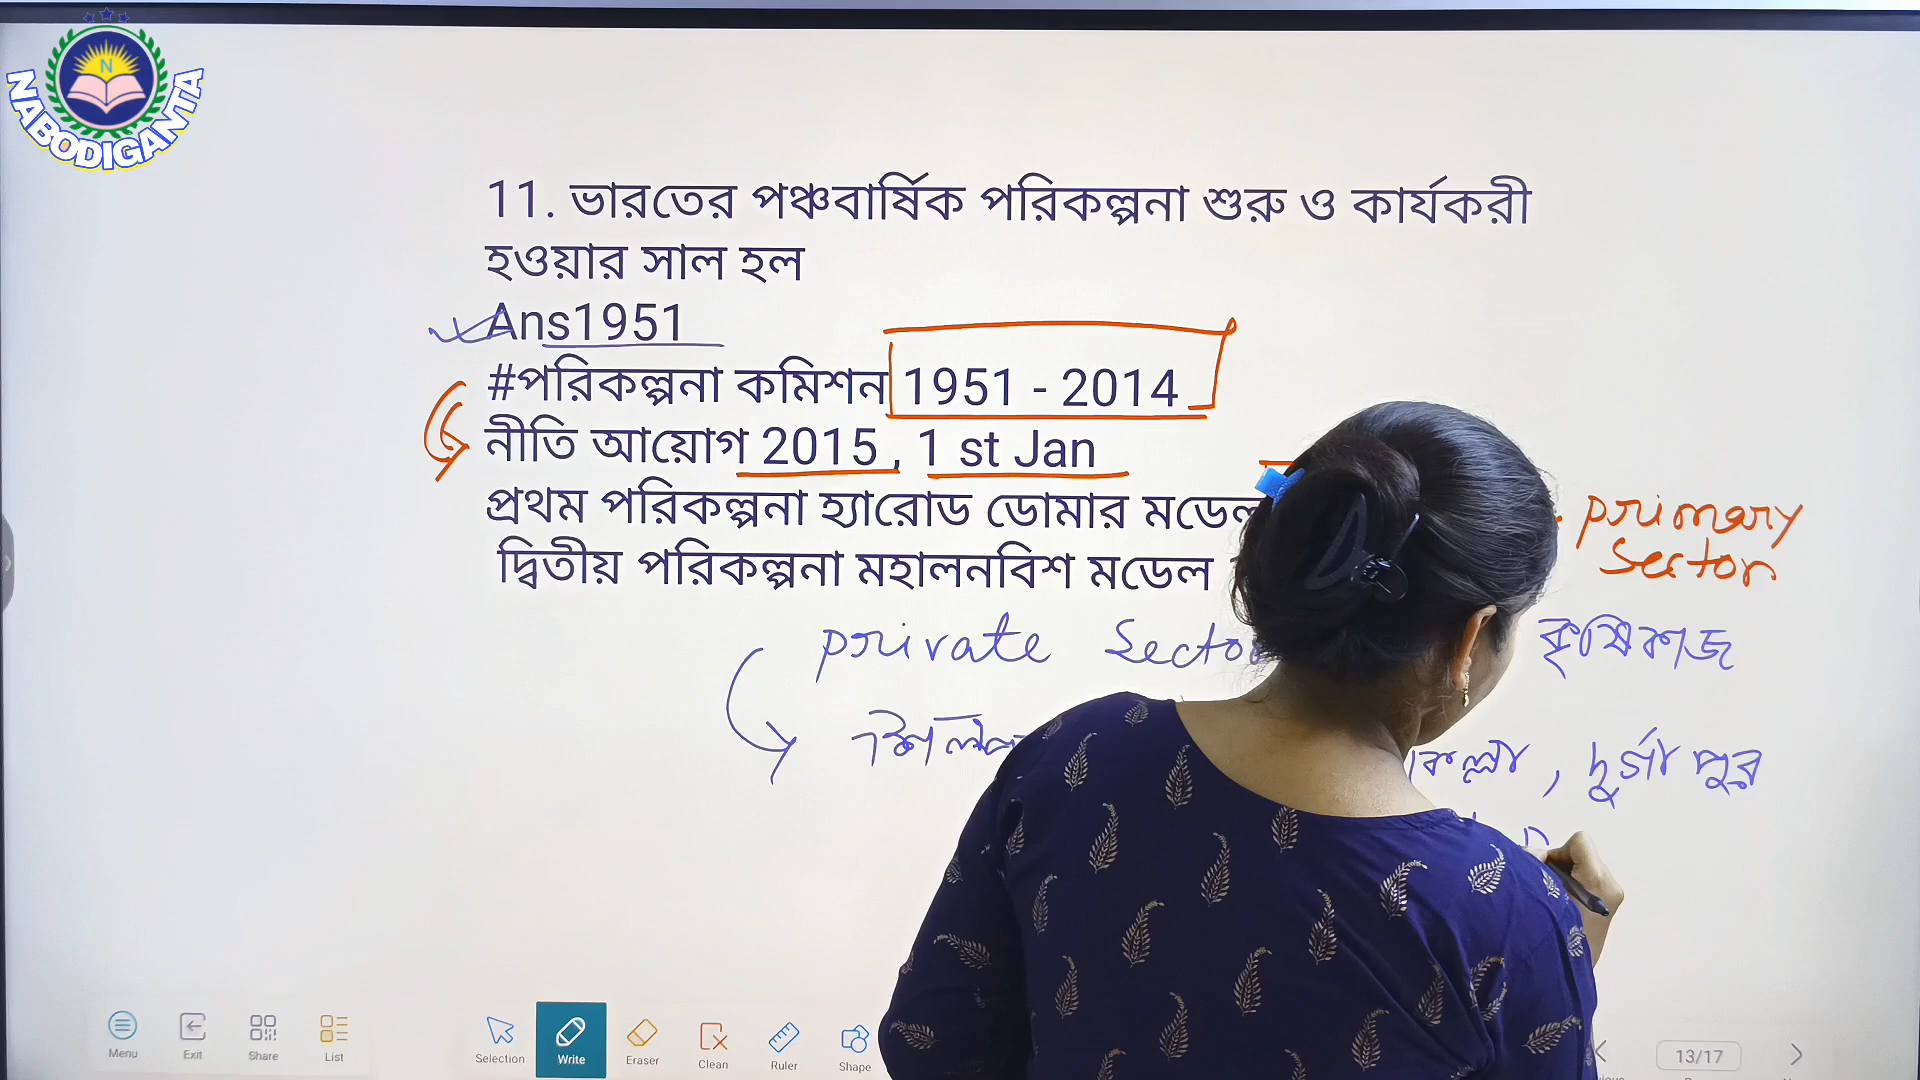 N
NABODIGANTA
11. ভারতের পঞ্চবার্ষিক পরিকল্পনা শুরু ও কার্যকরী
হওয়ার সাল হল
Ans1951
#পরিকল্পনা কমিশন 1951 - 2014
নীতি আয়োগ 2015 , 1 st Jan
প্রথম পরিকল্পনা হ্যারোড ডোমার মডেল
primary
sector
দ্বিতীয় পরিকল্পনা মহালনবিশ মডেল
private sector
কৃষিকাজ
, দুর্গাপুর
Menu
Exit
Share
List
Selection
Write
Eraser
Clean
Ruler
Shape
13/17